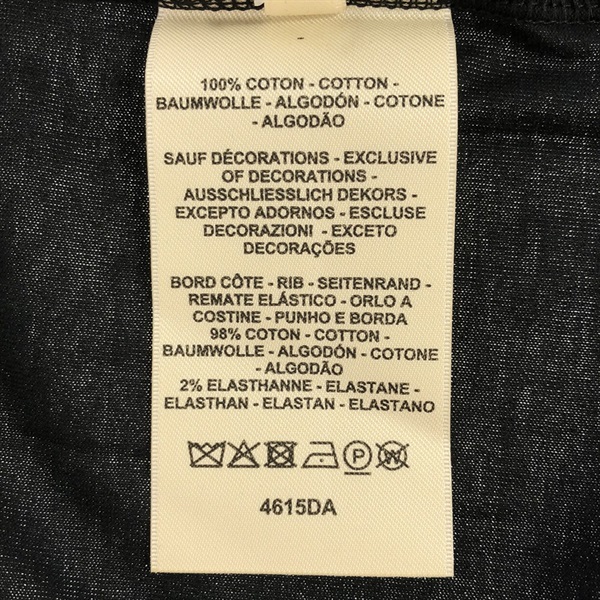 100% COTON - COTTON -
BAUMWOLLE - ALGODÓN - COTONE
- ALGODÃO
SAUF DÉCORATIONS - EXCLUSIVE
OF DECORATIONS -
AUSSCHLIESSLICH DEKORS -
EXCEPTO ADORNOS - ESCLUSE
DECORAZIONI - EXCETO
DECORAÇÕES
BORD CÔTE - RIB - SEITENRAND -
REMATE ELÁSTICO - ORLO A
COSTINE - PUNHO E BORDA
98% COTON - COTTON -
BAUMWOLLE - ALGODÓN - COTONE
- ALGODÃO
2% ELASTHANNE - ELASTANE -
ELASTHAN - ELASTAN - ELASTANO
P W
4615DA